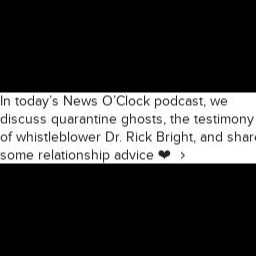 In today’s News O’Clock podcast, we
discuss quarantine ghosts, the testimony
of whistleblower Dr. Rick Bright, and shar
some relationship advice ❤ >